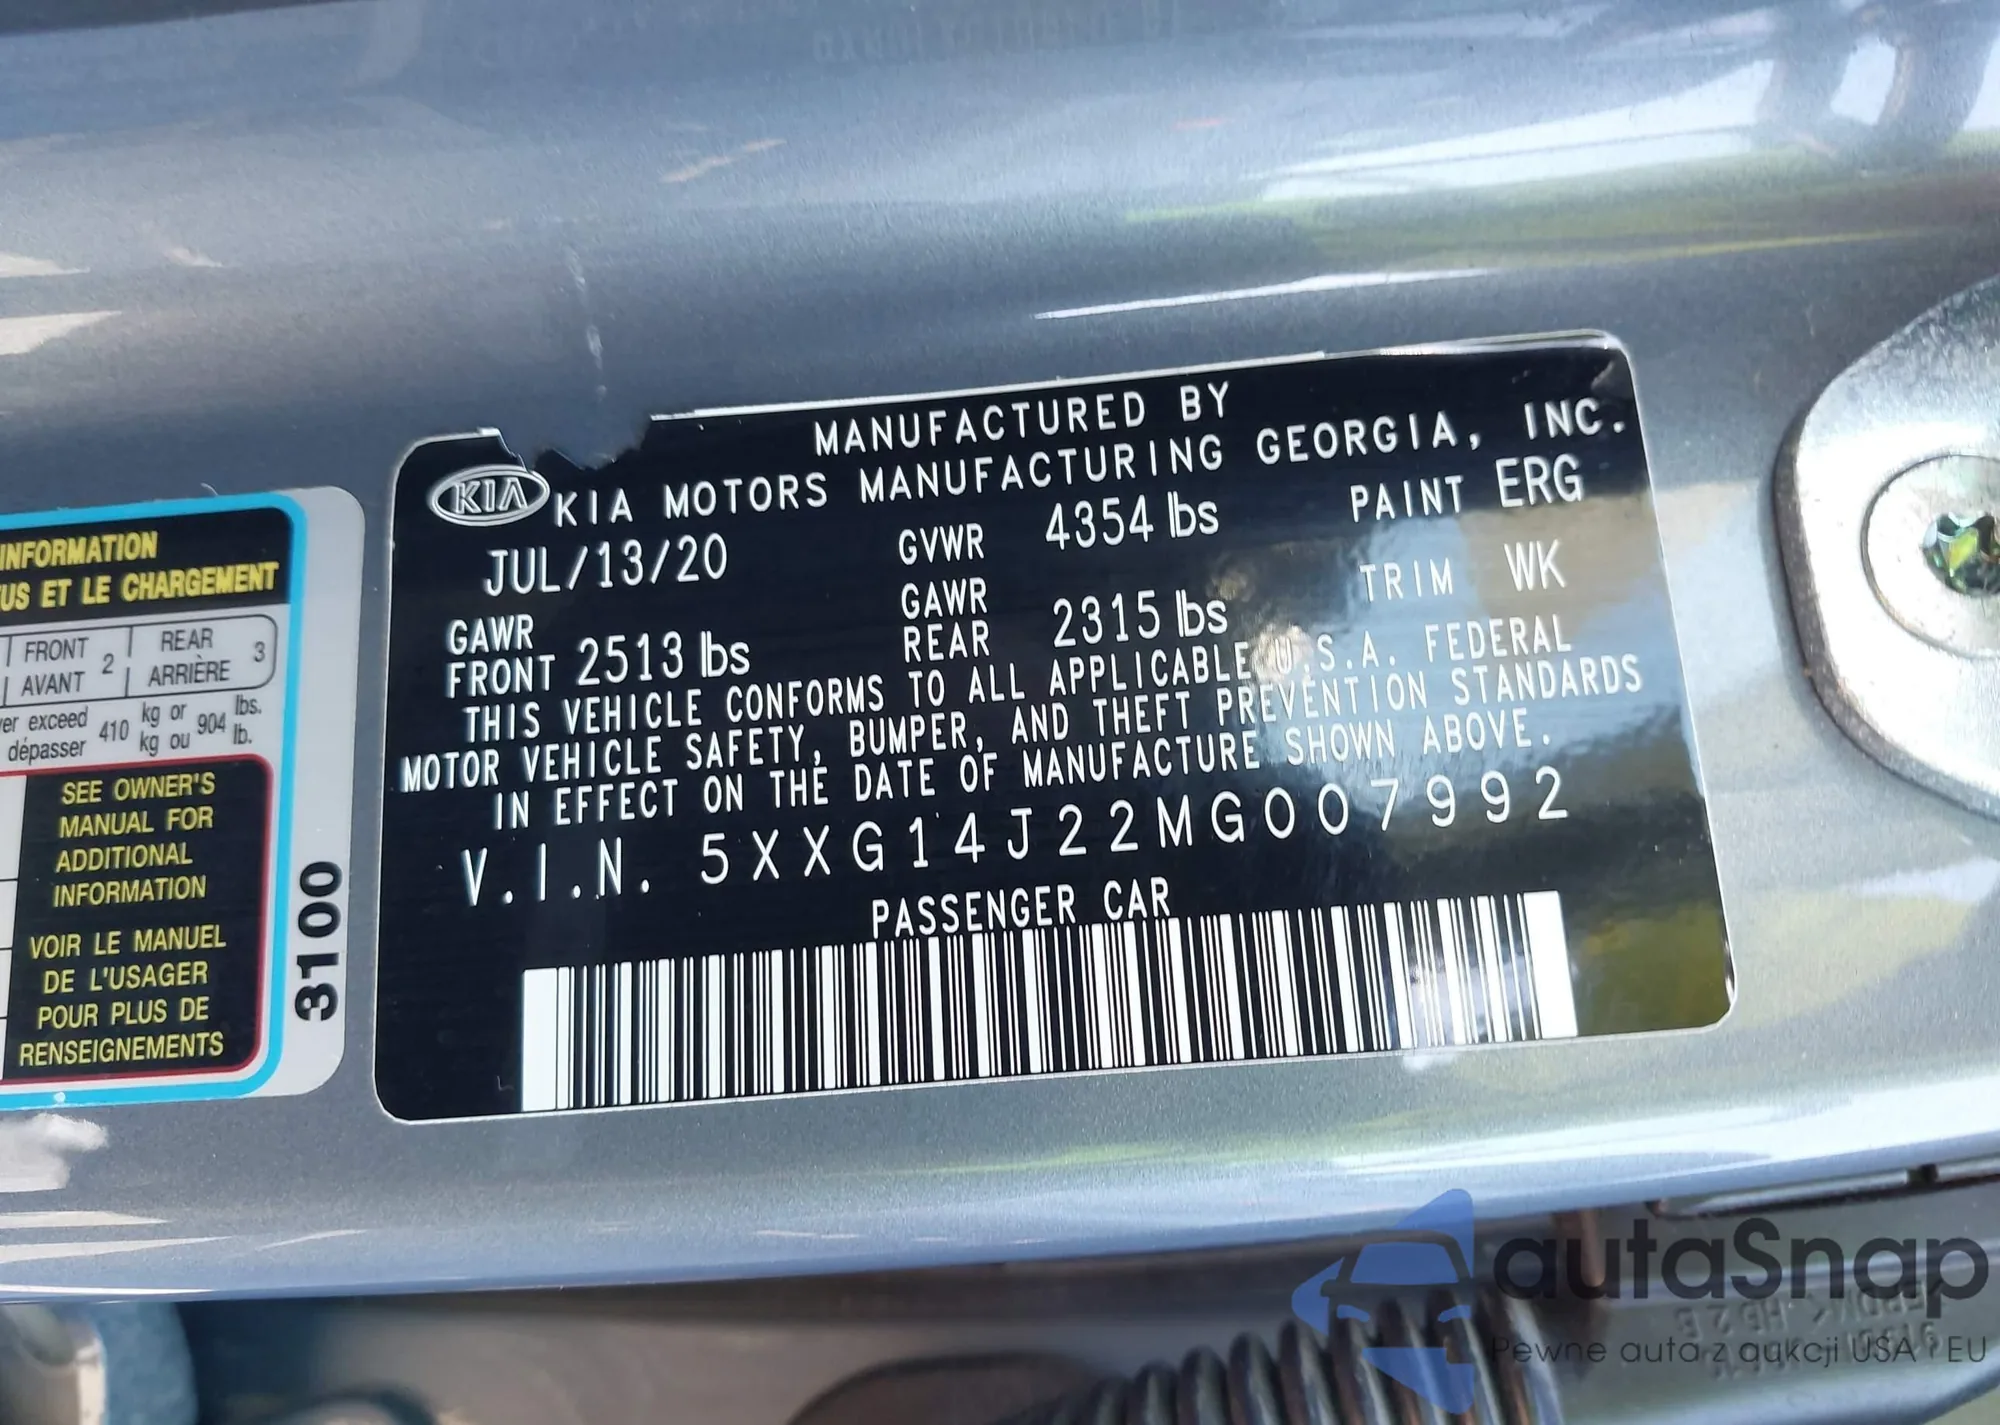 INFORMATION
US ET LE CHARGEMENT
FRONT 2 REAR 3
AVANT ARRIÈRE
er exceed 410 kg or 904 lbs.
dépasser kg ou lb.
SEE OWNER'S
MANUAL FOR
ADDITIONAL
INFORMATION
VOIR LE MANUEL
DE L'USAGER
POUR PLUS DE
RENSEIGNEMENTS
3100
MANUFACTURED BY
KIA KIA MOTORS MANUFACTURING GEORGIA, INC.
JUL/13/20 GVWR 4354 lbs PAINT ERG
GAWR FRONT 2513 lbs GAWR REAR 2315 lbs TRIM WK
THIS VEHICLE CONFORMS TO ALL APPLICABLE U.S.A. FEDERAL
MOTOR VEHICLE SAFETY, BUMPER, AND THEFT PREVENTION STANDARDS
IN EFFECT ON THE DATE OF MANUFACTURE SHOWN ABOVE.
V.I.N. 5XXG14J22MG007992
PASSENGER CAR
autaSnap
Pewne auta z aukcji USA i EU